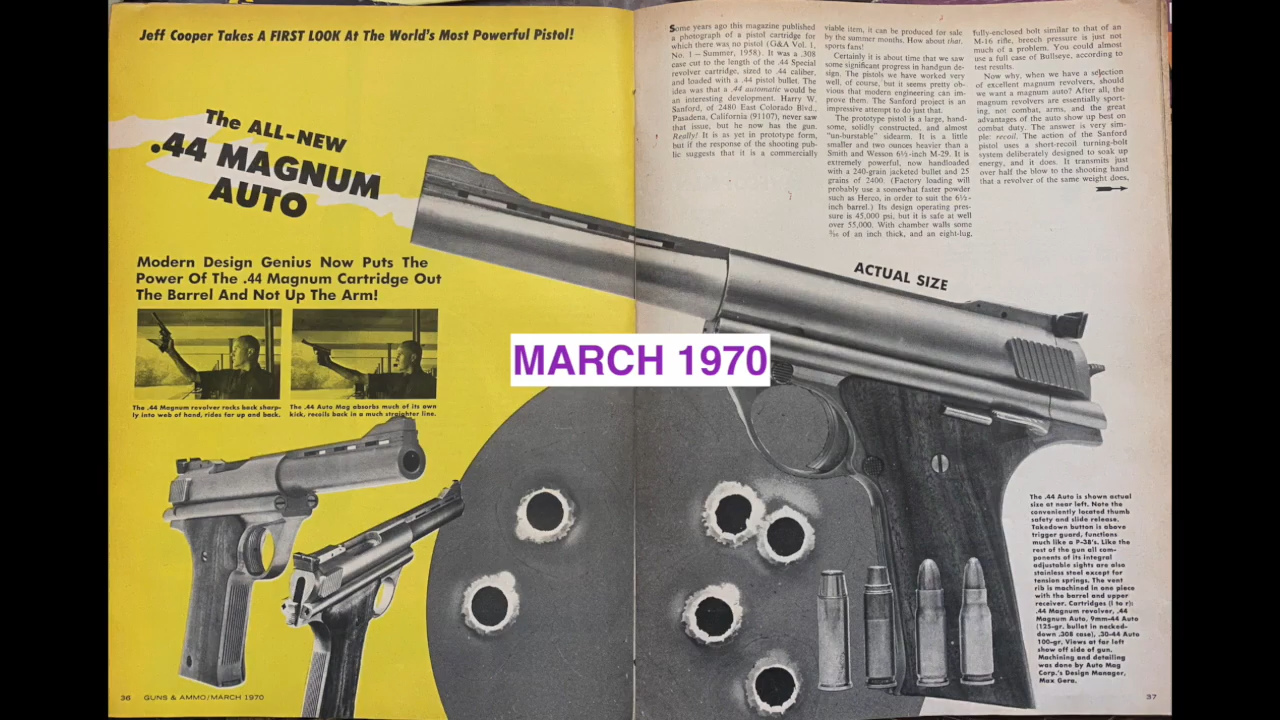 Jeff Cooper Takes A FIRST LOOK At The World's Most Powerful Pistol!
The ALL-NEW
.44 MAGNUM
AUTO
Modern Design Genius Now Puts The
Power Of The .44 Magnum Cartridge Out
The Barrel And Not Up The Arm!
The .44 Magnum revolver rocks back sharp-
ly into web of hand, rides far up and back.
The .44 Auto Mag absorbs much of its own
kick, recoils back in a much straighter line.
36 GUNS & AMMO/MARCH 1970
Some years ago this magazine published
a photograph of a pistol cartridge for
which there was no pistol (G&A Vol. 1,
No. 1 — Summer, 1958). It was a .308
case cut to the length of the .44 Special
revolver cartridge, sized to .44 caliber,
and loaded with a .44 pistol bullet. The
idea was that a .44 automatic would be
an interesting development. Harry W.
Sanford, of 2480 East Colorado Blvd.,
Pasadena, California (91107), never saw
that issue, but he now has the gun.
Really! It is as yet in prototype form,
but if the response of the shooting pub-
lic suggests that it is a commercially
viable item, it can be produced for sale
by the summer months. How about that,
sports fans!
Certainly it is about time that we saw
some significant progress in handgun de-
sign. The pistols we have worked very
well, of course, but it seems pretty ob-
vious that modern engineering can im-
prove them. The Sanford project is an
impressive attempt to do just that.
The prototype pistol is a large, hand-
some, solidly constructed, and almost
"un-burstable" sidearm. It is a little
smaller and two ounces heavier than a
Smith and Wesson 6½-inch M-29. It is
extremely powerful, now handloaded
with a 240-grain jacketed bullet and 25
grains of 2400. (Factory loading will
probably use a somewhat faster powder
such as Herco, in order to suit the 6½-
inch barrel.) Its design operating pres-
sure is 45,000 psi, but it is safe at well
over 55,000. With chamber walls some
of an inch thick, and an eight-lug,
fully-enclosed bolt similar to that of an
M-16 rifle, breech pressure is just not
much of a problem. You could almost
use a full case of Bullseye, according to
test results.
Now why, when we have a selection
of excellent magnum revolvers, should
we want a magnum auto? After all, the
magnum revolvers are essentially sport-
ing, not combat, arms, and the great
advantages of the auto show up best on
combat duty. The answer is very sim-
ple: recoil. The action of the Sanford
pistol uses a short-recoil turning-bolt
system deliberately designed to soak up
energy, and it does. It transmits just
over half the blow to the shooting hand
that a revolver of the same weight does,
ACTUAL SIZE
MARCH 1970
The .44 Auto is shown actual
size at near left. Note the
conveniently located thumb
safety and slide release.
Takedown button is above
trigger guard, functions
much like a P-38's. Like the
rest of the gun all com-
ponents of its integral
adjustable sights are also
stainless steel except for
tension springs. The vent
rib is machined in one piece
with the barrel and upper
receiver. Cartridges (l to r):
.44 Magnum revolver, .44
Magnum Auto, 9mm-44 Auto
(125-gr. bullet in necked-
down .308 case), .30-44 Auto
100-gr. Views at far left
show off side of gun.
Machining and detailing
was done by Auto Mag
Corp.'s Design Manager,
Max Gera.
37